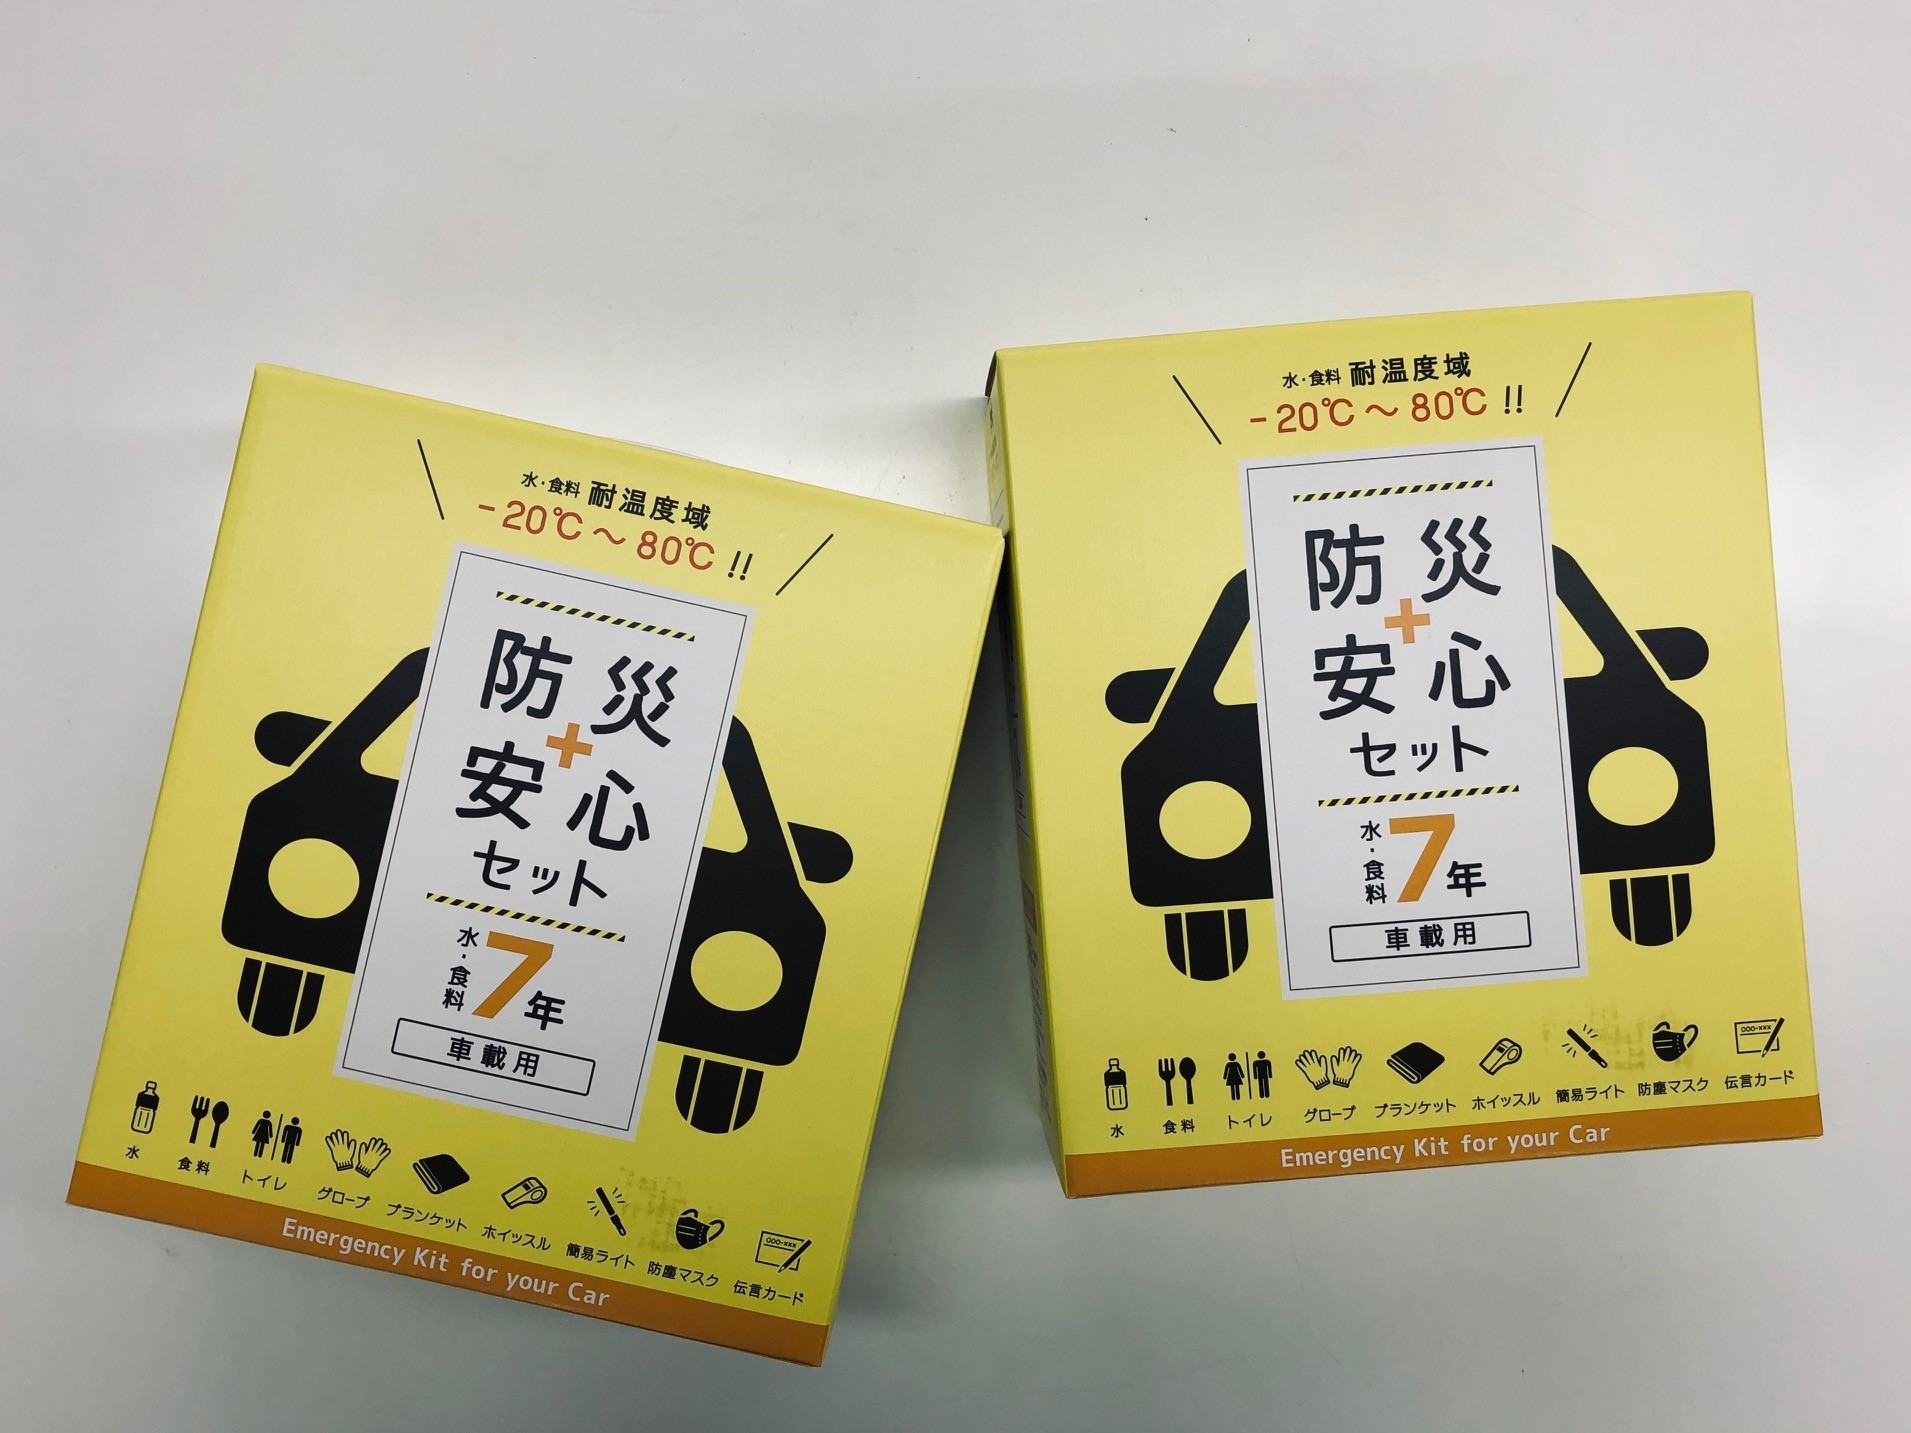 水・食料 耐温度域
-20℃～80℃!!
防災
+
安心
セット
水・食料 7年
車載用
水 食料 トイレ グローブ ブランケット ホイッスル 簡易ライト 防塵マスク 伝言カード
000-xxx
Emergency Kit for your Car
水・食料 耐温度域
-20℃～80℃!!
防災
+
安心
セット
水・食料 7年
車載用
水 食料 トイレ グローブ ブランケット ホイッスル 簡易ライト 防塵マスク 伝言カード
000-xxx
Emergency Kit for your Car